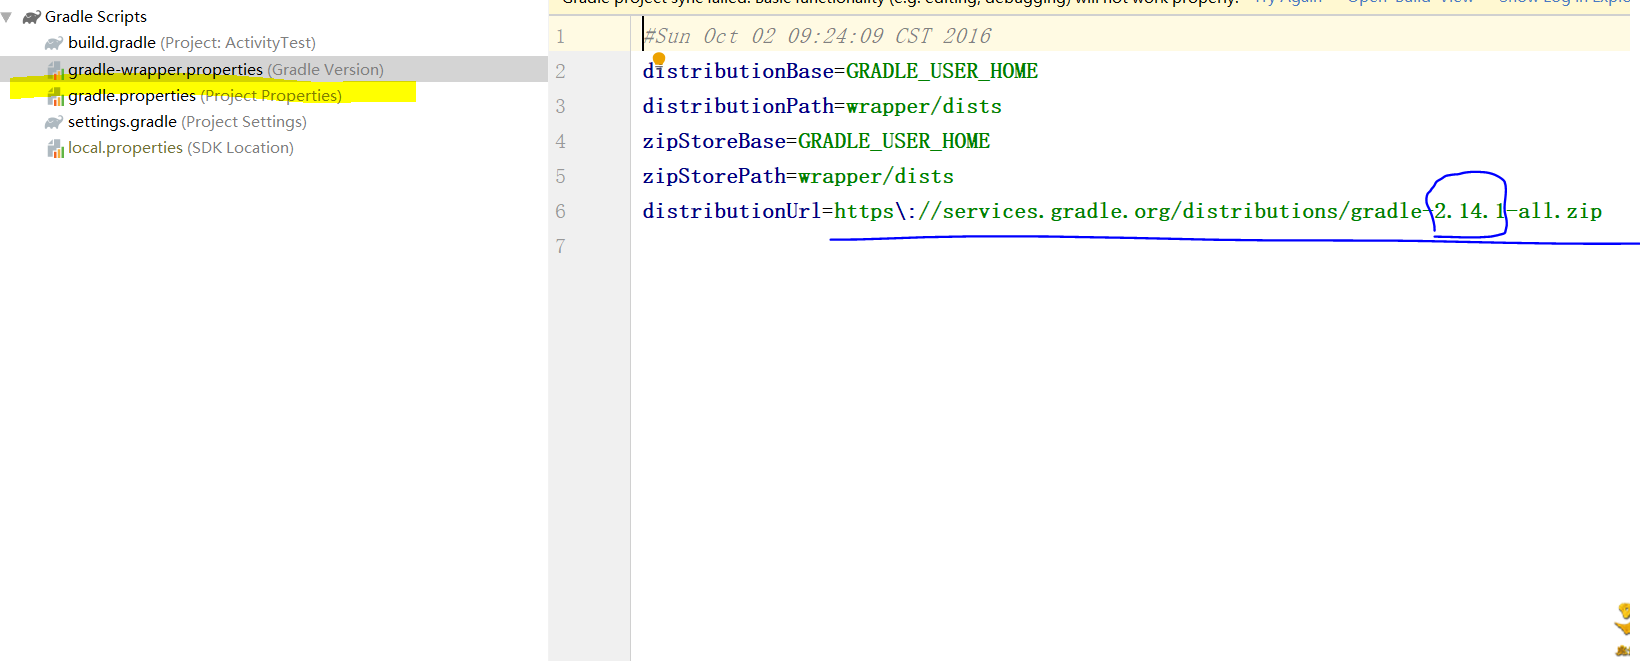 Gradle project sync failed. Basic functionality (e.g. editing, debugging) will not work properly. Try Again Open 'Build' View Show Log in Explo
Gradle Scripts
build.gradle (Project: ActivityTest)
gradle-wrapper.properties (Gradle Version)
gradle.properties (Project Properties)
settings.gradle (Project Settings)
local.properties (SDK Location)
1 #Sun Oct 02 09:24:09 CST 2016
2 distributionBase=GRADLE_USER_HOME
3 distributionPath=wrapper/dists
4 zipStoreBase=GRADLE_USER_HOME
5 zipStorePath=wrapper/dists
6 distributionUrl=https\://services.gradle.org/distributions/gradle-2.14.1-all.zip
7